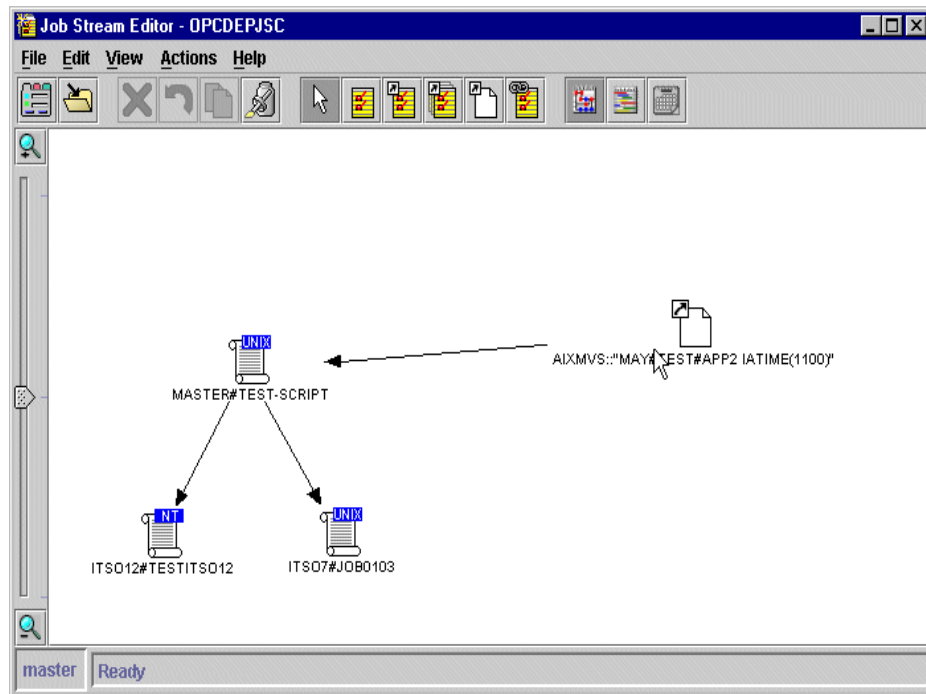 Job Stream Editor - OPCDEPJSC
File Edit View Actions Help
UNIX
AIXMVS::"MAY#TEST#APP2 IATIME(1100)"
MASTER#TEST-SCRIPT
NT
UNIX
ITSO12#TESTITSO12
ITSO7#JOB0103
master
Ready